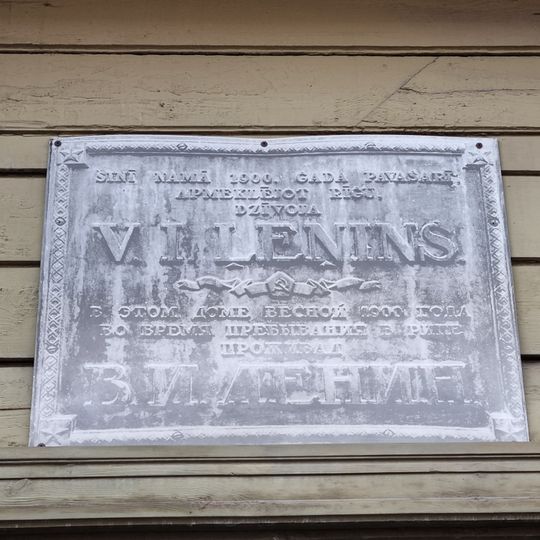 ŠINĪ NAMĀ 1900. GADA PAVASARĪ,
APMEKLĒJOT RĪGU,
DZĪVOJA
V. I. ĻENINS
В ЭТОМ ДОМЕ ВЕСНОЙ 1900 ГОДА
ВО ВРЕМЯ ПРЕБЫВАНИЯ В РИГЕ
ПРОЖИВАЛ
В. И. ЛЕНИН.